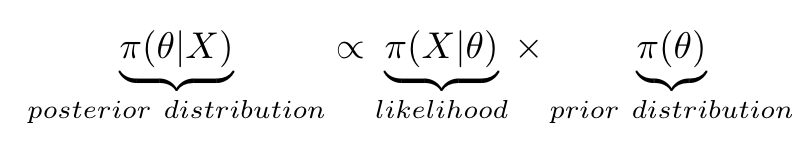 π(θ|X) ∝ π(X|θ) × π(θ)
posterior distribution likelihood prior distribution